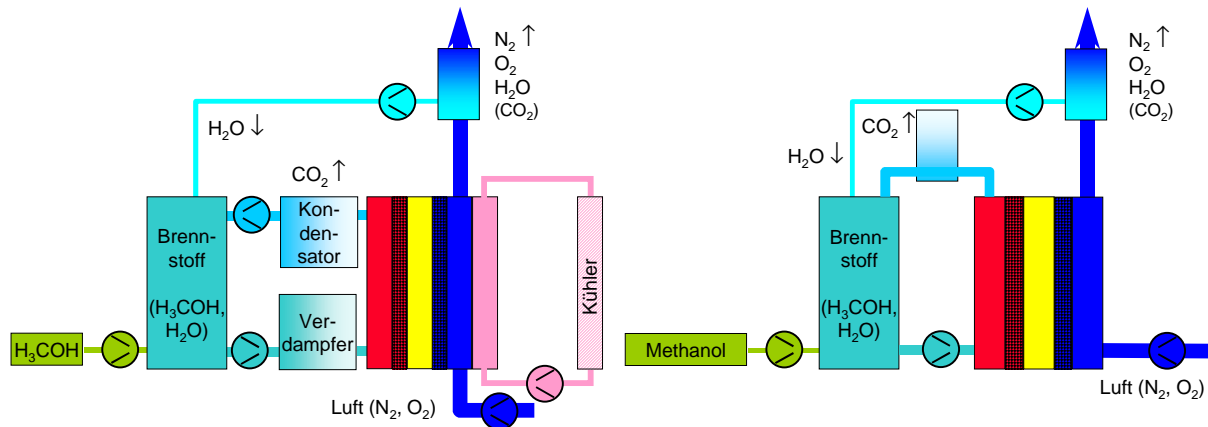 N₂ ↑
O₂
H₂O
(CO₂)
H₂O ↓
CO₂ ↑
Kon-
den-
sator
Brenn-
stoff
(H₃COH,
H₂O)
Ver-
dampfer
H₃COH
Kühler
Luft (N₂, O₂)
N₂ ↑
O₂
H₂O
(CO₂)
CO₂ ↑
H₂O ↓
Brenn-
stoff
(H₃COH,
H₂O)
Methanol
Luft (N₂, O₂)